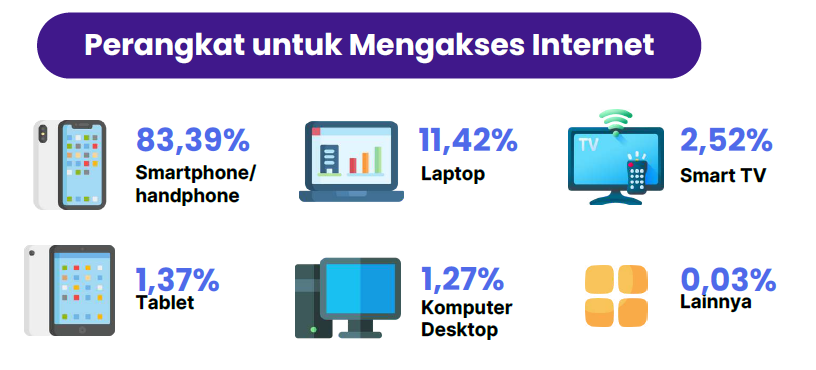 Perangkat untuk Mengakses Internet
83,39%
Smartphone/
handphone
11,42%
Laptop
TV
2,52%
Smart TV
1,37%
Tablet
1,27%
Komputer
Desktop
0,03%
Lainnya